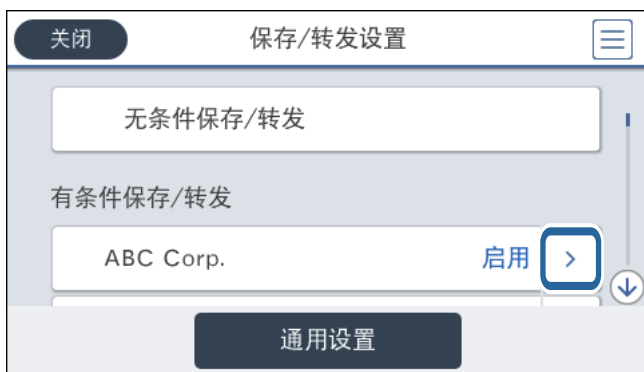 关闭
保存/转发设置
无条件保存/转发
有条件保存/转发
ABC Corp.
启用
通用设置